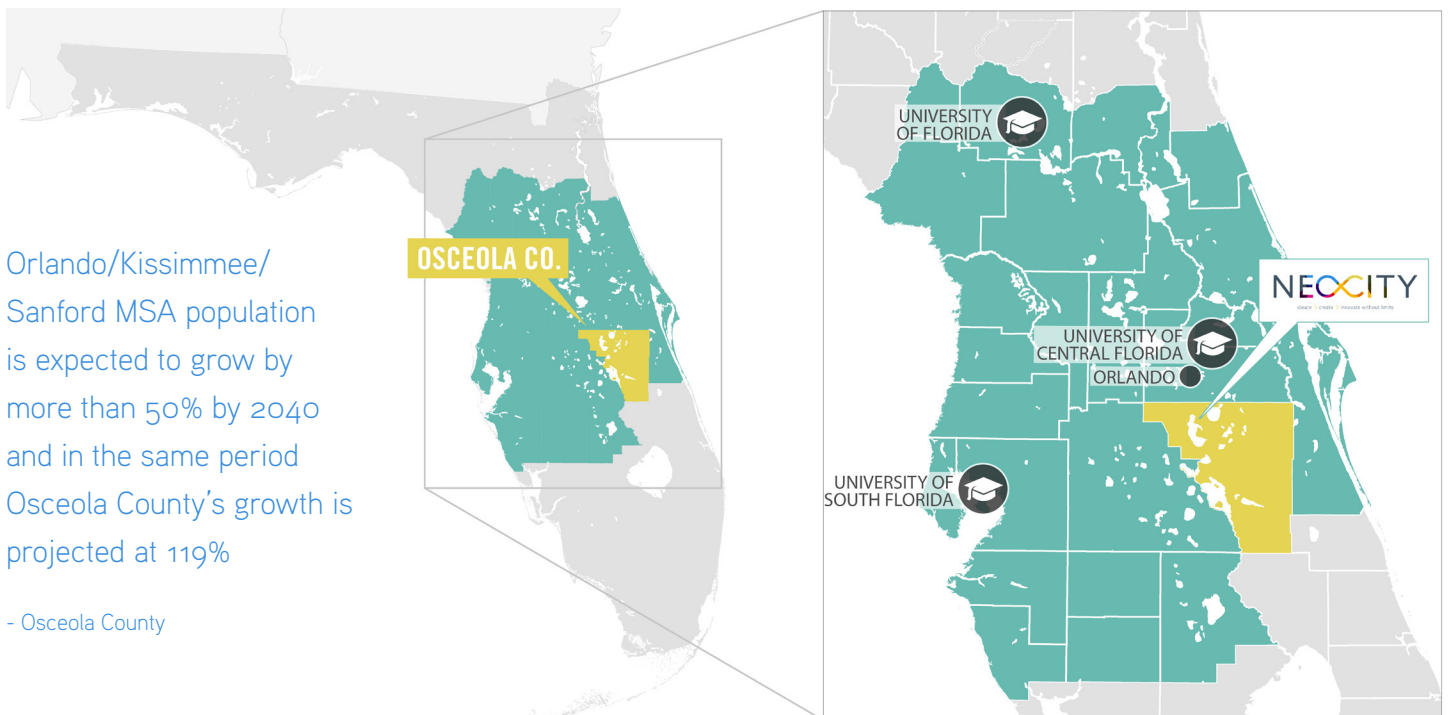 Orlando/Kissimmee/
Sanford MSA population
is expected to grow by
more than 50% by 2040
and in the same period
Osceola County's growth is
projected at 119%
- Osceola County
OSCEOLA CO.
UNIVERSITY
OF FLORIDA
NEOCITY
UNIVERSITY OF
CENTRAL FLORIDA
ORLANDO
UNIVERSITY OF
SOUTH FLORIDA